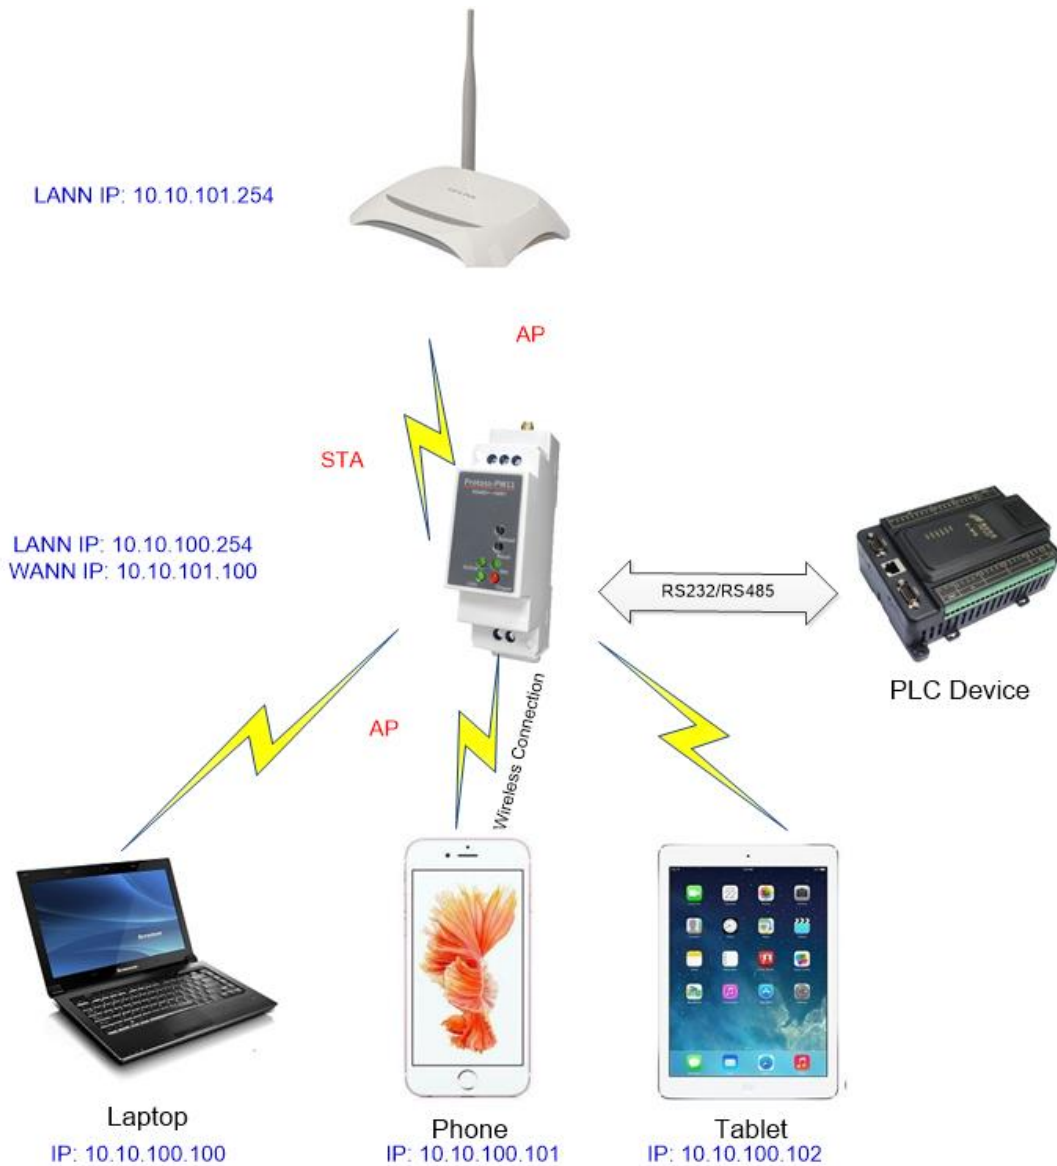 LANN IP: 10.10.101.254
AP
STA
Protoss-PW11
LANN IP: 10.10.100.254
WANN IP: 10.10.101.100
RS232/RS485
PLC Device
AP
Wireless Connection
Laptop
Phone
Tablet
IP: 10.10.100.100
IP: 10.10.100.101
IP: 10.10.100.102